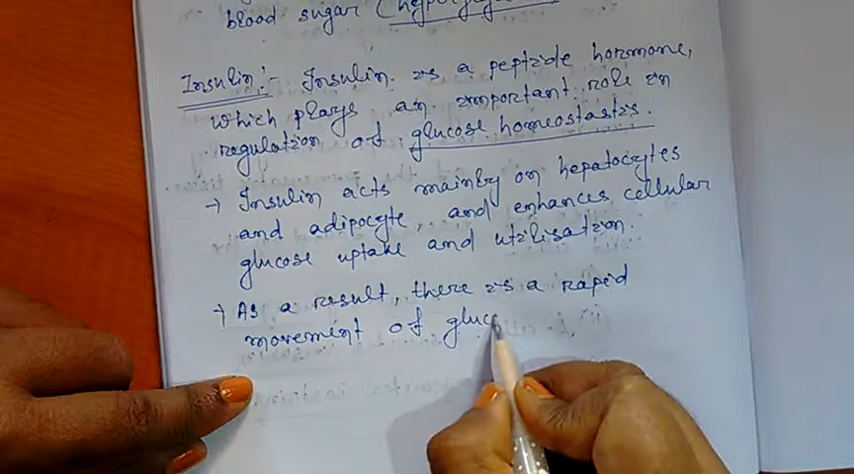 blood sugar (hyperglyce
Insulin:- Insulin is a peptide hormone,
which plays an important role in
regulation of glucose homeostasis.
→ Insulin acts mainly on hepatocytes
and adipocyte, and enhances cellular
glucose uptake and utilisation.
→ As a result, there is a rapid
movement of gluc